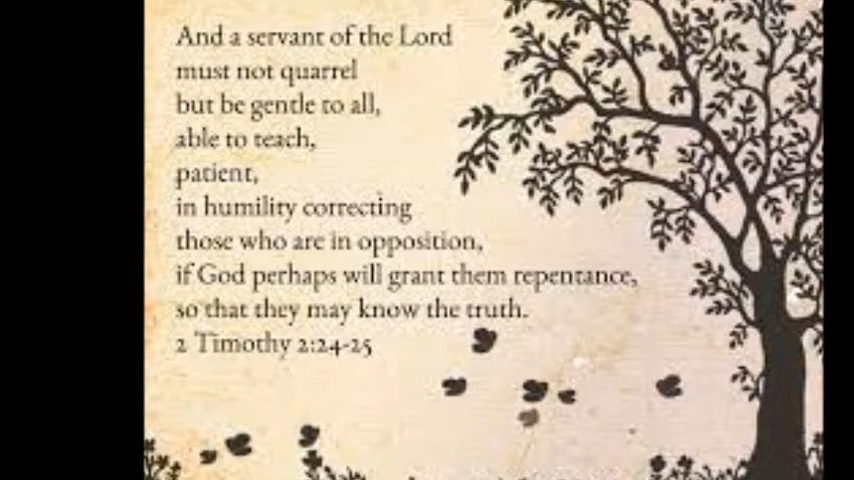 And a servant of the Lord
must not quarrel
but be gentle to all,
able to teach,
patient,
in humility correcting
those who are in opposition,
if God perhaps will grant them repentance,
so that they may know the truth.
2 Timothy 2:24-25